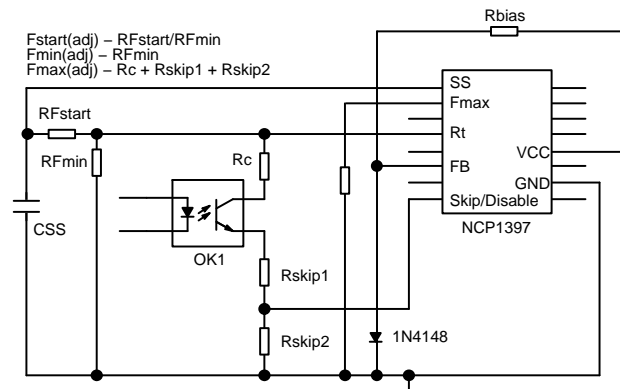 Rbias
Fstart(adj) – RFstart/RFmin
Fmin(adj) – RFmin
Fmax(adj) – Rc + Rskip1 + Rskip2
SS
Fmax
RFstart
Rt
RFmin
Rc
VCC
FB
GND
Skip/Disable
CSS
NCP1397
OK1
Rskip1
Rskip2
1N4148